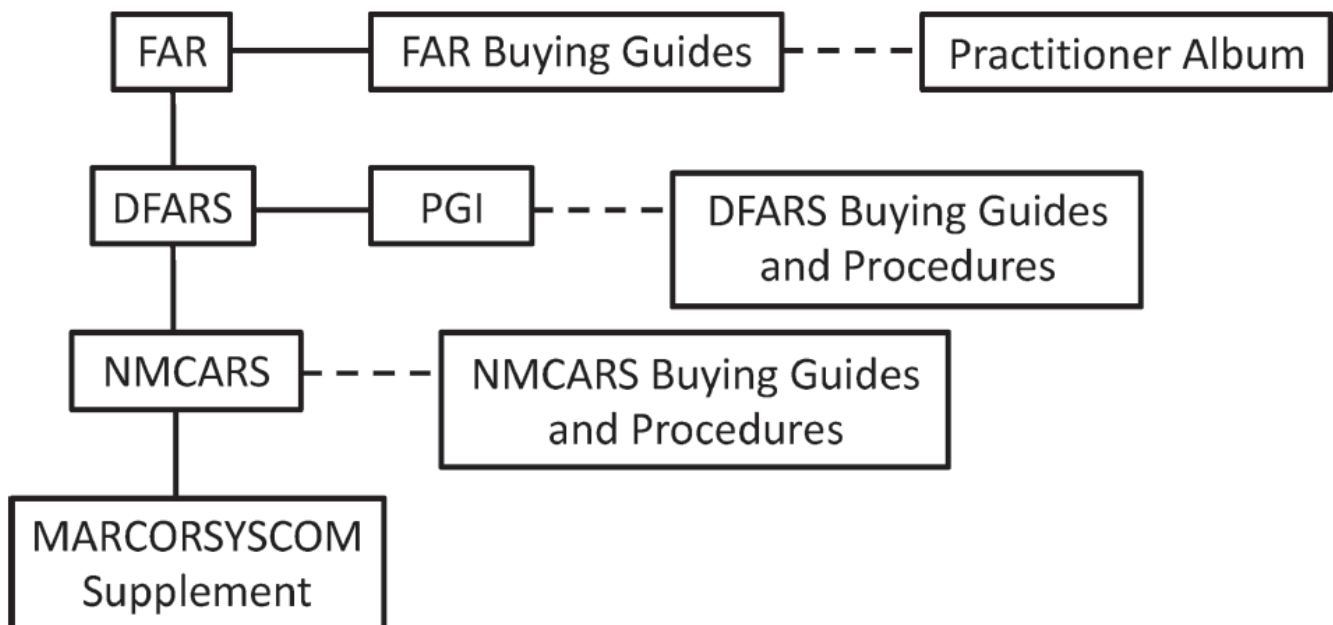 FAR
FAR Buying Guides
Practitioner Album
DFARS
PGI
DFARS Buying Guides
and Procedures
NMCARS
NMCARS Buying Guides
and Procedures
MARCORSYSCOM
Supplement